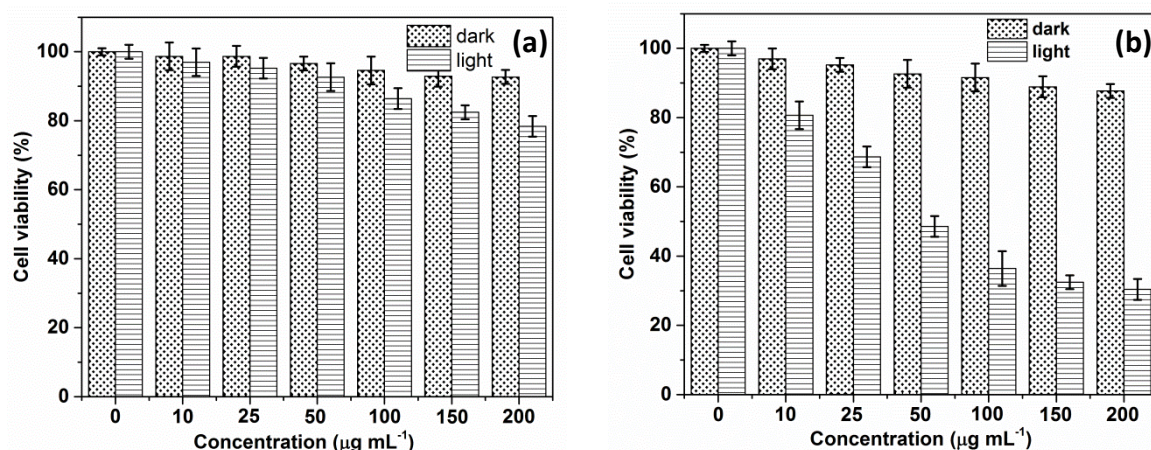 (a)
dark
light
100
80
60
40
20
0
Cell viability (%)
0 10 25 50 100 150 200
Concentration (µg mL⁻¹)
(b)
dark
light
100
80
60
40
20
0
Cell viability (%)
0 10 25 50 100 150 200
Concentration (µg mL⁻¹)